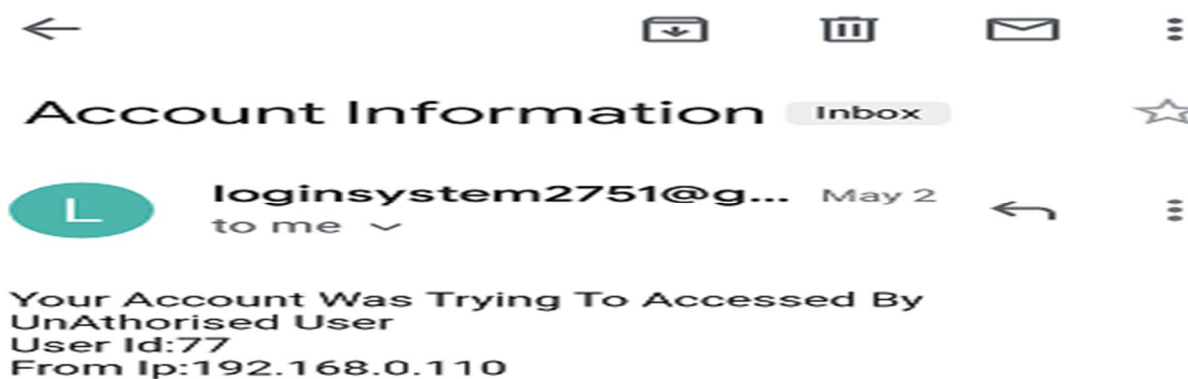 Account Information Inbox
loginsystem2751@g... May 2
to me
L
Your Account Was Trying To Accessed By
UnAthorised User
User Id:77
From Ip:192.168.0.110